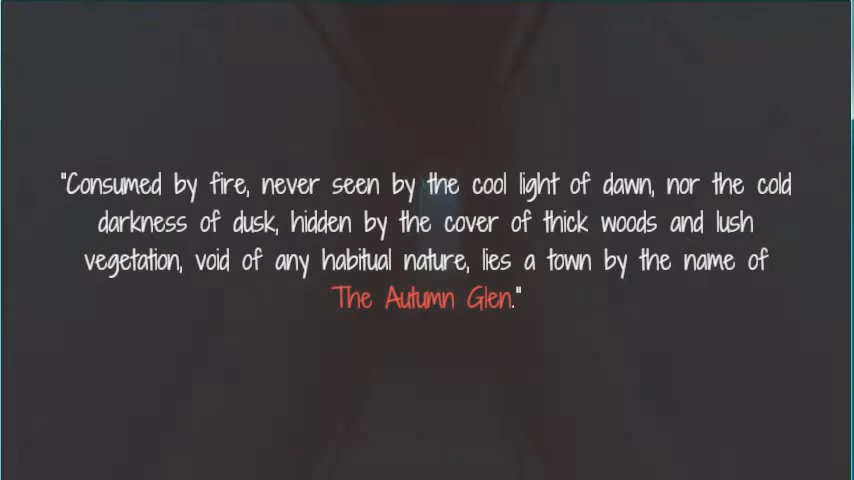 "Consumed by fire, never seen by the cool light of dawn, nor the cold
darkness of dusk, hidden by the cover of thick woods and lush
vegetation, void of any habitual nature, lies a town by the name of
The Autumn Glen."